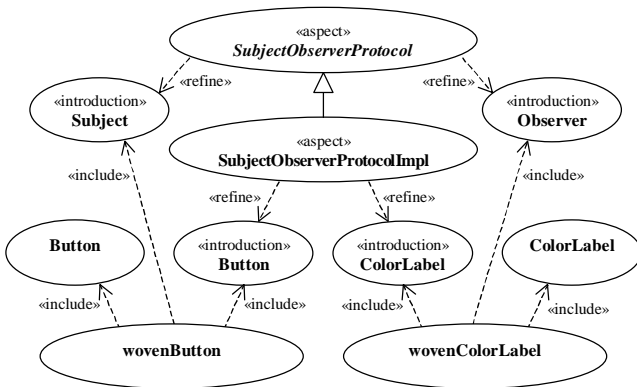 «aspect»
SubjectObserverProtocol
«refine»
«refine»
«introduction»
Subject
«introduction»
Observer
«aspect»
SubjectObserverProtocolImpl
«include»
«include»
«refine»
«refine»
Button
«introduction»
Button
«introduction»
ColorLabel
ColorLabel
«include»
«include»
«include»
«include»
wovenButton
wovenColorLabel